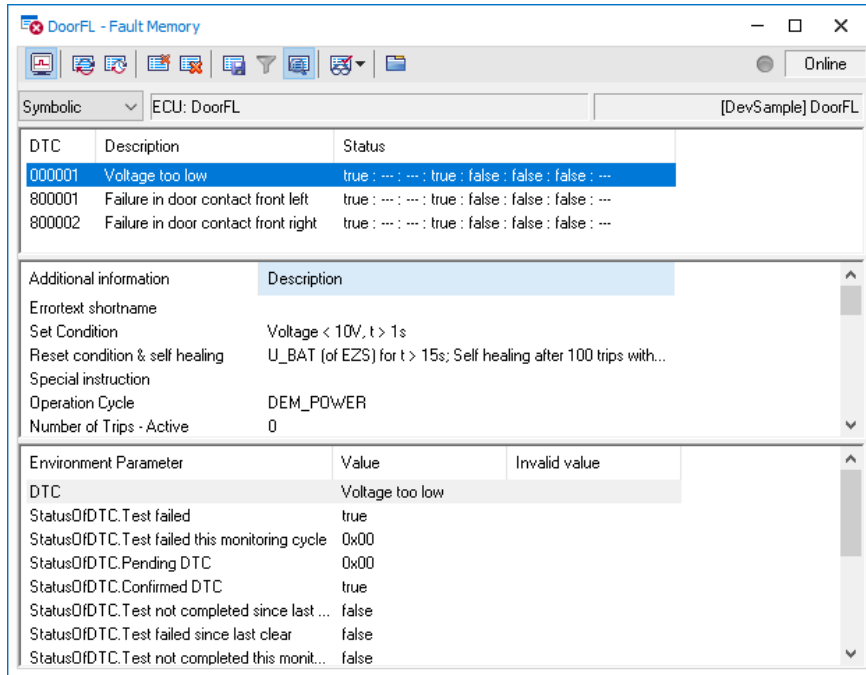 DoorFL - Fault Memory
Online
Symbolic ECU: DoorFL [DevSample] DoorFL
DTC Description Status
000001 Voltage too low true : --- : --- : true : false : false : false : ---
800001 Failure in door contact front left true : --- : --- : true : false : false : false : ---
800002 Failure in door contact front right true : --- : --- : true : false : false : false : ---
Additional information Description
Errortext shortname
Set Condition Voltage < 10V, t > 1s
Reset condition & self healing U_BAT (of EZS) for t > 15s; Self healing after 100 trips with...
Special instruction
Operation Cycle DEM_POWER
Number of Trips - Active 0
Environment Parameter Value Invalid value
DTC Voltage too low
StatusOfDTC.Test failed true
StatusOfDTC.Test failed this monitoring cycle 0x00
StatusOfDTC.Pending DTC 0x00
StatusOfDTC.Confirmed DTC true
StatusOfDTC.Test not completed since last ... false
StatusOfDTC.Test failed since last clear false
StatusOfDTC.Test not completed this monit... false